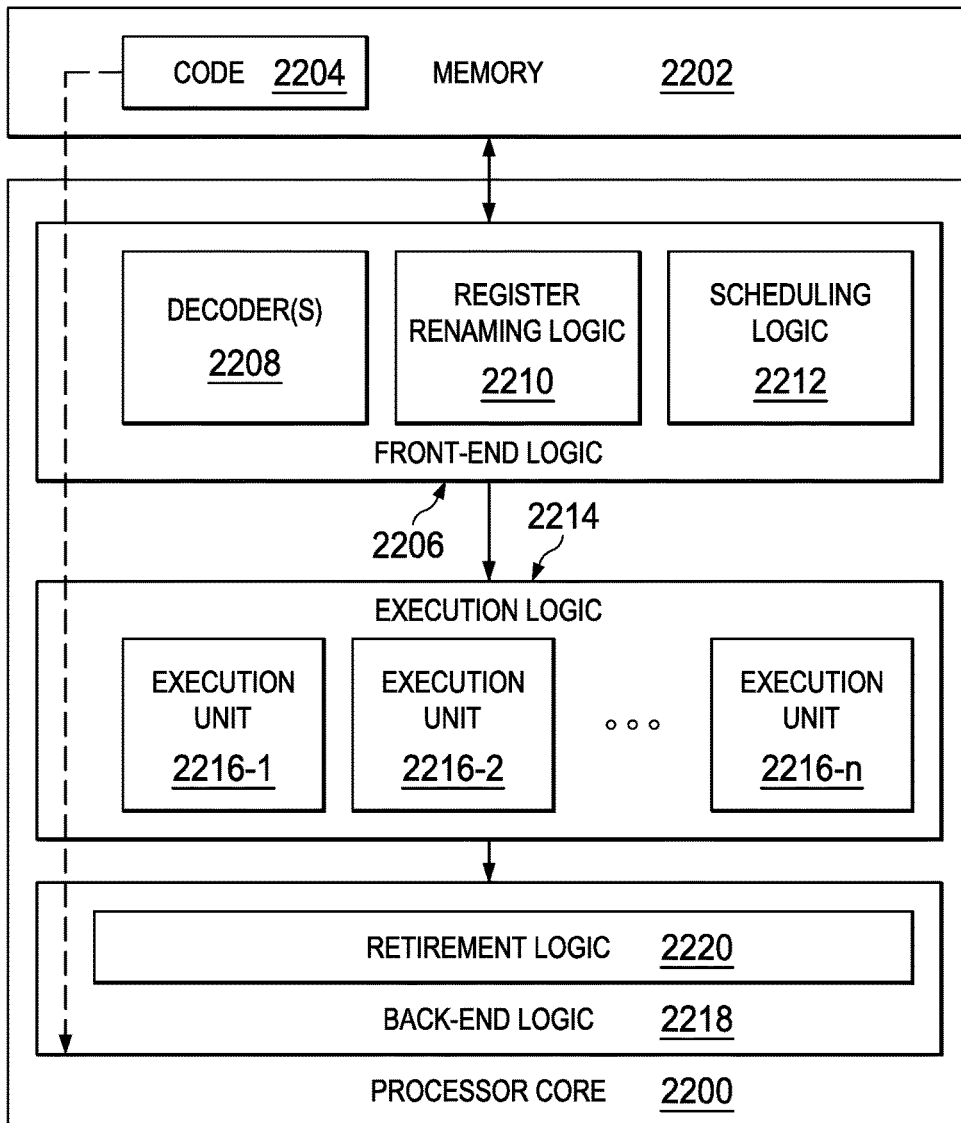 CODE 2204 MEMORY 2202
DECODER(S)
2208
REGISTER
RENAMING LOGIC
2210
SCHEDULING
LOGIC
2212
FRONT-END LOGIC
2206
2214
EXECUTION LOGIC
EXECUTION
UNIT
2216-1
EXECUTION
UNIT
2216-2
EXECUTION
UNIT
2216-n
RETIREMENT LOGIC 2220
BACK-END LOGIC 2218
PROCESSOR CORE 2200